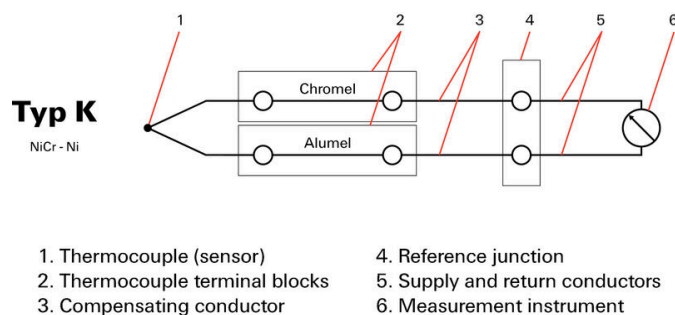 1 2 3 4 5 6
Chromel
Typ K
NiCr - Ni
Alumel
1. Thermocouple (sensor)
2. Thermocouple terminal blocks
3. Compensating conductor
4. Reference junction
5. Supply and return conductors
6. Measurement instrument